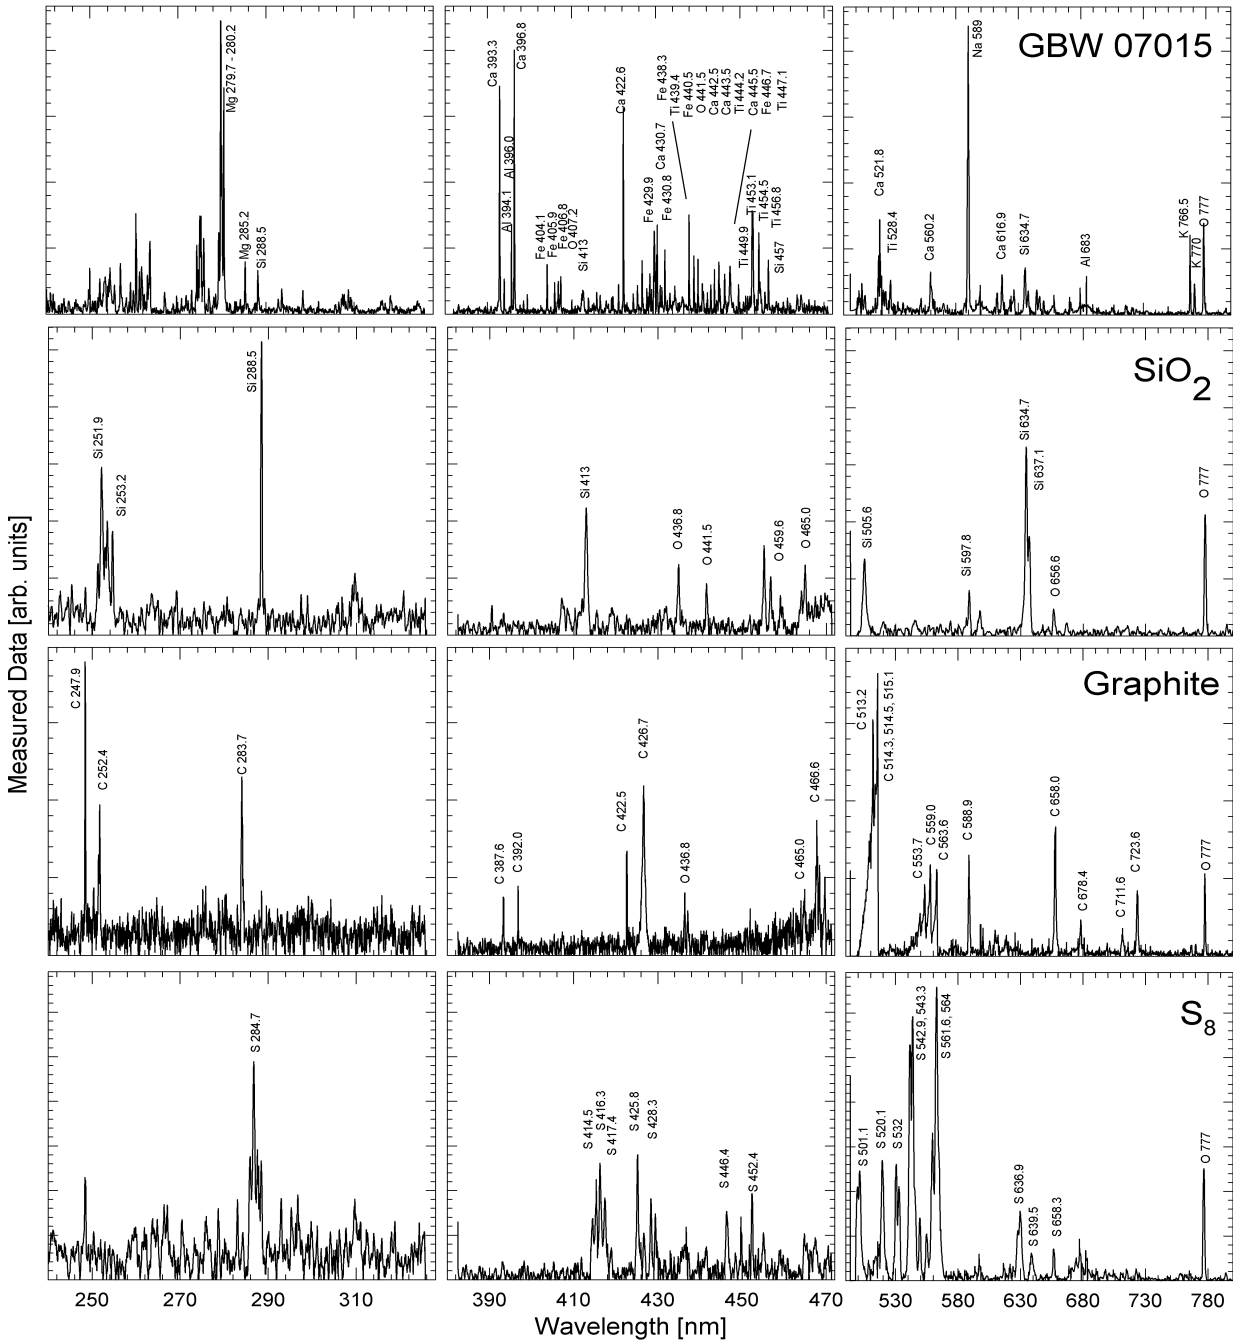 GBW 07015
Mg 279.7 - 280.2
Mg 285.2
Si 288.5
Ca 393.3
Ca 396.8
Al 394.1
Al 396.0
Fe 404.1
Fe 405.9
Fe 406.8
O 407.2
Si 413
Ca 422.6
Fe 429.9
Ca 430.7
Fe 430.8
Fe 438.3
Ti 439.4
Fe 440.5
O 441.5
Ca 442.5
Ca 443.5
Ti 444.2
Ca 445.5
Fe 446.7
Ti 447.1
Ti 449.9
Ti 453.1
Ti 454.5
Ti 456.8
Si 457
Ca 521.8
Ti 528.4
Ca 560.2
Na 589
Ca 616.9
Si 634.7
Al 683
K 766.5
K 770
O 777
SiO2
Si 251.9
Si 253.2
Si 288.5
Si 413
O 436.8
O 441.5
O 459.6
O 465.0
Si 505.6
Si 597.8
Si 634.7
Si 637.1
O 656.6
O 777
Graphite
C 247.9
C 252.4
C 283.7
C 387.6
C 392.0
C 422.5
C 426.7
O 436.8
C 465.0
C 466.6
C 513.2
C 514.3, 514.5, 515.1
C 553.7
C 559.0
C 563.6
C 588.9
C 658.0
C 678.4
C 711.6
C 723.6
O 777
S8
S 284.7
S 414.5
S 416.3
S 417.4
S 425.8
S 428.3
S 446.4
S 452.4
S 501.1
S 520.1
S 532
S 542.9, 543.3
S 561.6, 564
S 636.9
S 639.5
S 658.3
O 777
Measured Data [arb. units]
250 270 290 310 390 410 430 450 470 530 580 630 680 730 780
Wavelength [nm]